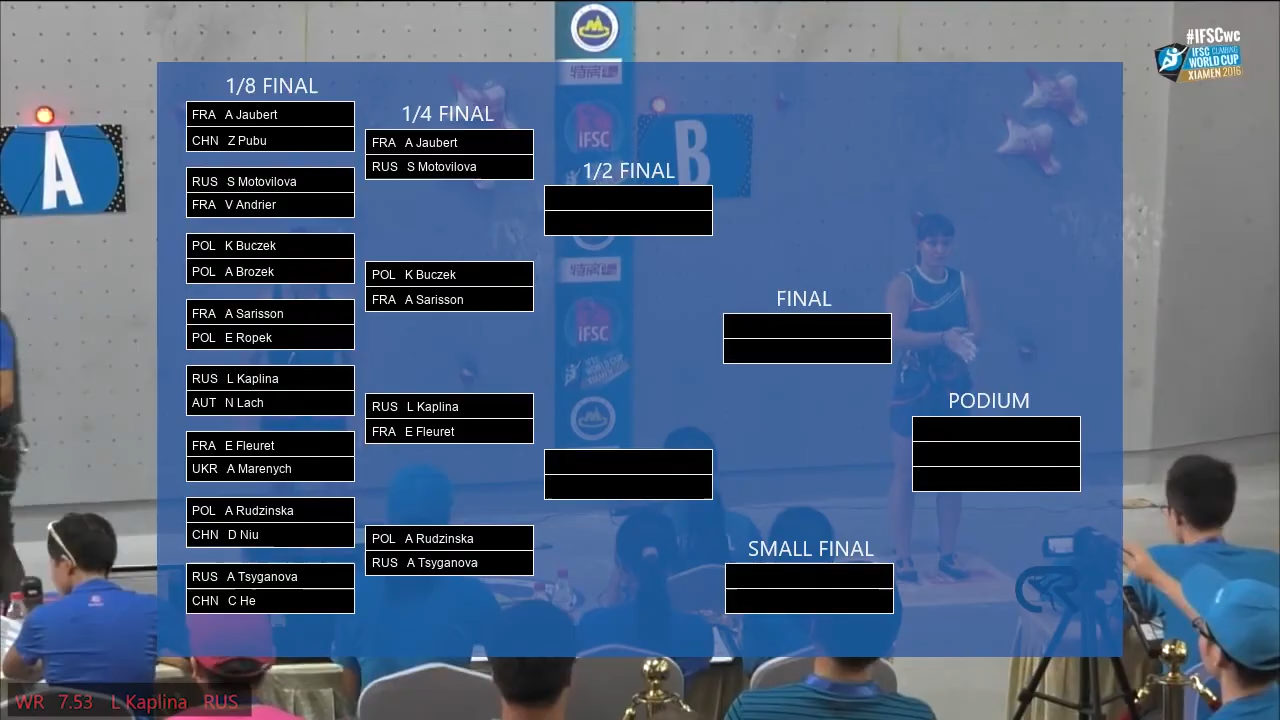 #IFSCwc
IFSC CLIMBING
WORLD CUP
XIAMEN 2016
A
B
IFSC
IFSC
WORLD CUP
XIAMEN
1/8 FINAL
FRA A Jaubert
CHN Z Pubu
RUS S Motovilova
FRA V Andrier
POL K Buczek
POL A Brozek
FRA A Sarisson
POL E Ropek
RUS L Kaplina
AUT N Lach
FRA E Fleuret
UKR A Marenych
POL A Rudzinska
CHN D Niu
RUS A Tsyganova
CHN C He
1/4 FINAL
FRA A Jaubert
RUS S Motovilova
POL K Buczek
FRA A Sarisson
RUS L Kaplina
FRA E Fleuret
POL A Rudzinska
RUS A Tsyganova
1/2 FINAL
FINAL
SMALL FINAL
PODIUM
WR 7.53 L Kaplina RUS